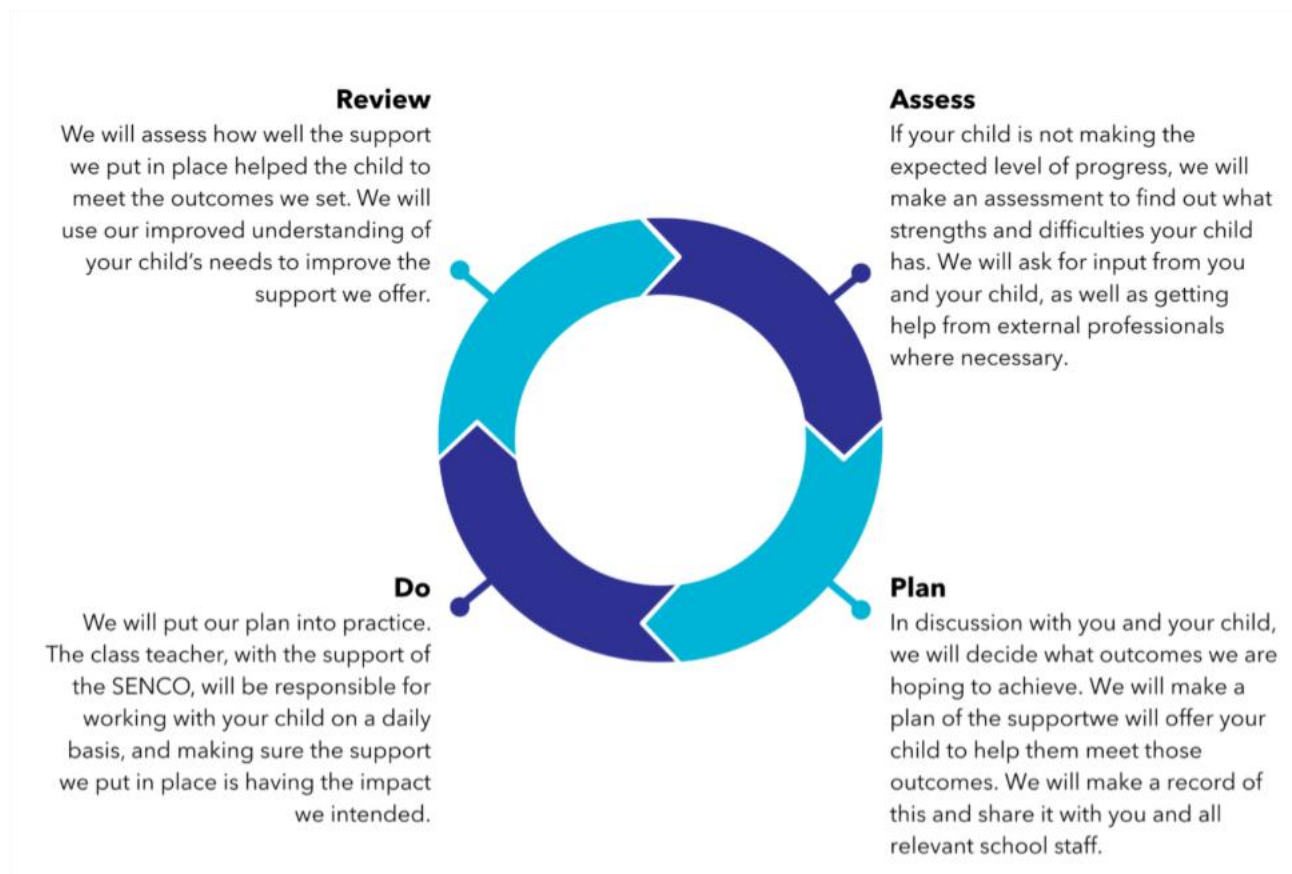 Review
We will assess how well the support
we put in place helped the child to
meet the outcomes we set. We will
use our improved understanding of
your child’s needs to improve the
support we offer.
Assess
If your child is not making the
expected level of progress, we will
make an assessment to find out what
strengths and difficulties your child
has. We will ask for input from you
and your child, as well as getting
help from external professionals
where necessary.
Do
We will put our plan into practice.
The class teacher, with the support of
the SENCO, will be responsible for
working with your child on a daily
basis, and making sure the support
we put in place is having the impact
we intended.
Plan
In discussion with you and your child,
we will decide what outcomes we are
hoping to achieve. We will make a
plan of the supportwe will offer your
child to help them meet those
outcomes. We will make a record of
this and share it with you and all
relevant school staff.